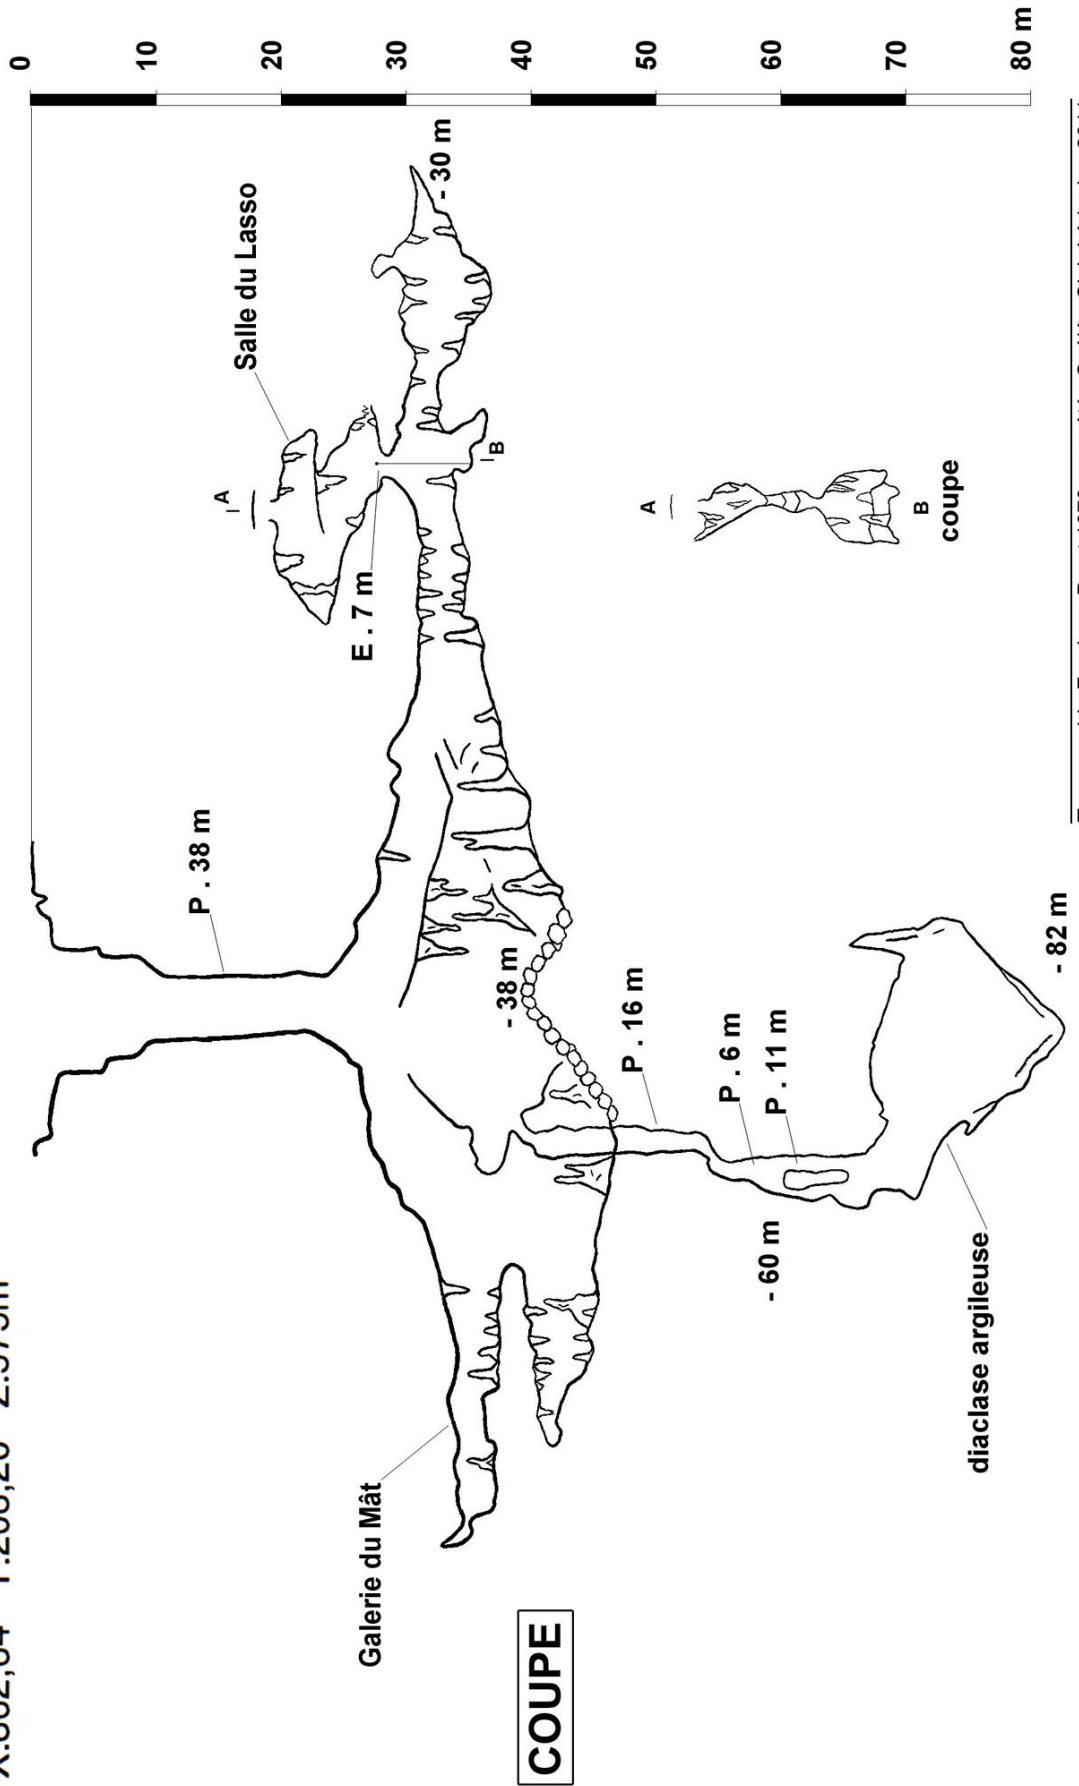 0
10
20
30
40
50
60
70
80 m
Salle du Lasso
- 30 m
A
B
E . 7 m
P . 38 m
A
B
coupe
- 38 m
P . 16 m
P . 6 m
P . 11 m
- 60 m
- 82 m
diaclase argileuse
Galerie du Mât
COUPE